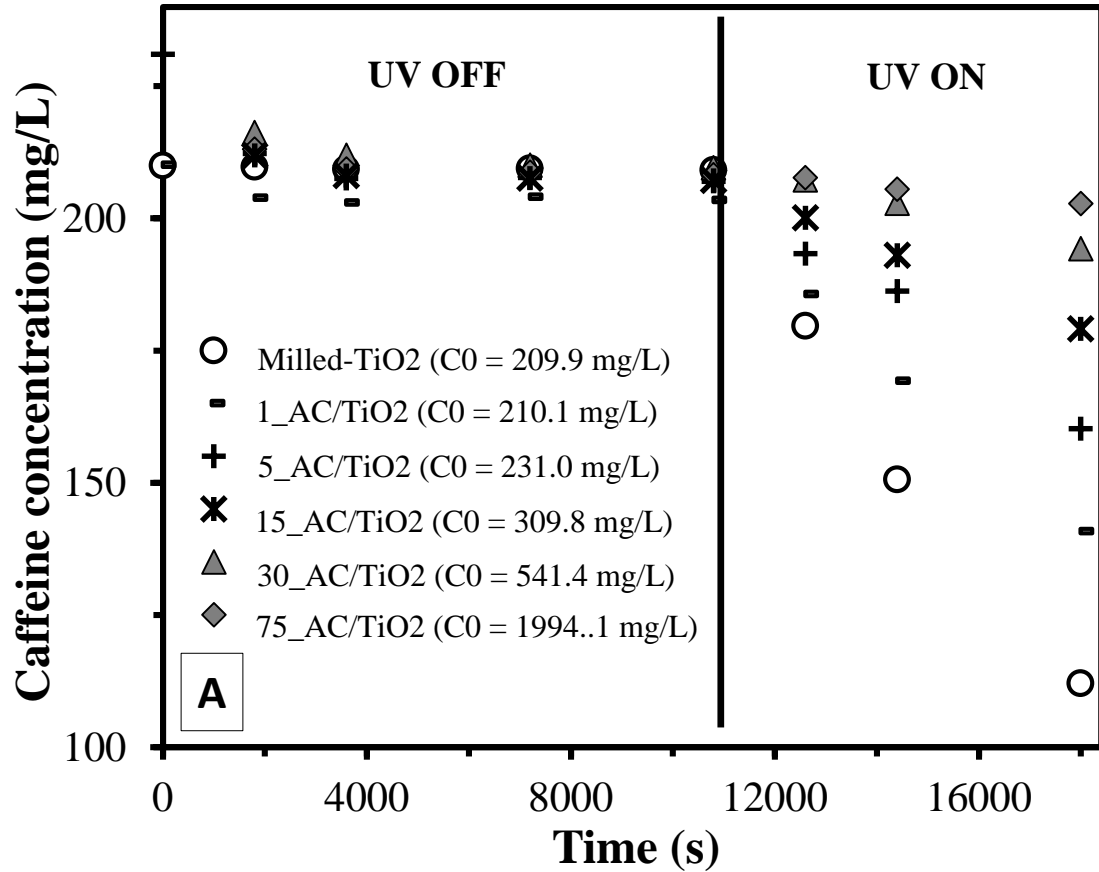 Caffeine concentration (mg/L)
UV OFF
UV ON
200
150
100
Milled-TiO2 (C0 = 209.9 mg/L)
1_AC/TiO2 (C0 = 210.1 mg/L)
5_AC/TiO2 (C0 = 231.0 mg/L)
15_AC/TiO2 (C0 = 309.8 mg/L)
30_AC/TiO2 (C0 = 541.4 mg/L)
75_AC/TiO2 (C0 = 1994..1 mg/L)
A
0
4000
8000
12000
16000
Time (s)